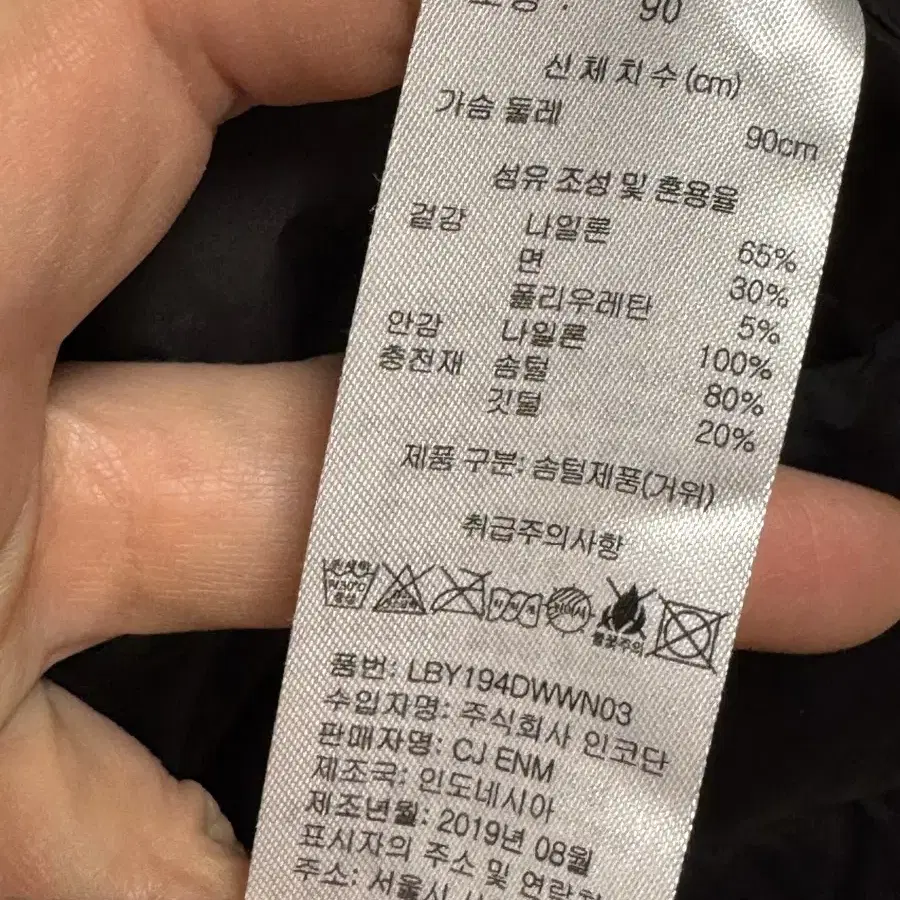 호칭 : 90
신체치수(cm)
가슴 둘레 90cm
섬유 조성 및 혼용율
겉감 나일론 65%
면 30%
폴리우레탄 5%
안감 나일론 100%
충전재 솜털 80%
깃털 20%
제품 구분: 솜털제품(거위)
취급주의사항
불꽃주의
품번: LBY194DWWN03
수입자명: 주식회사 인코단
판매자명: CJ ENM
제조국: 인도네시아
제조년월: 2019년 08월
표시자의 주소 및 연락처
주소: 서울시